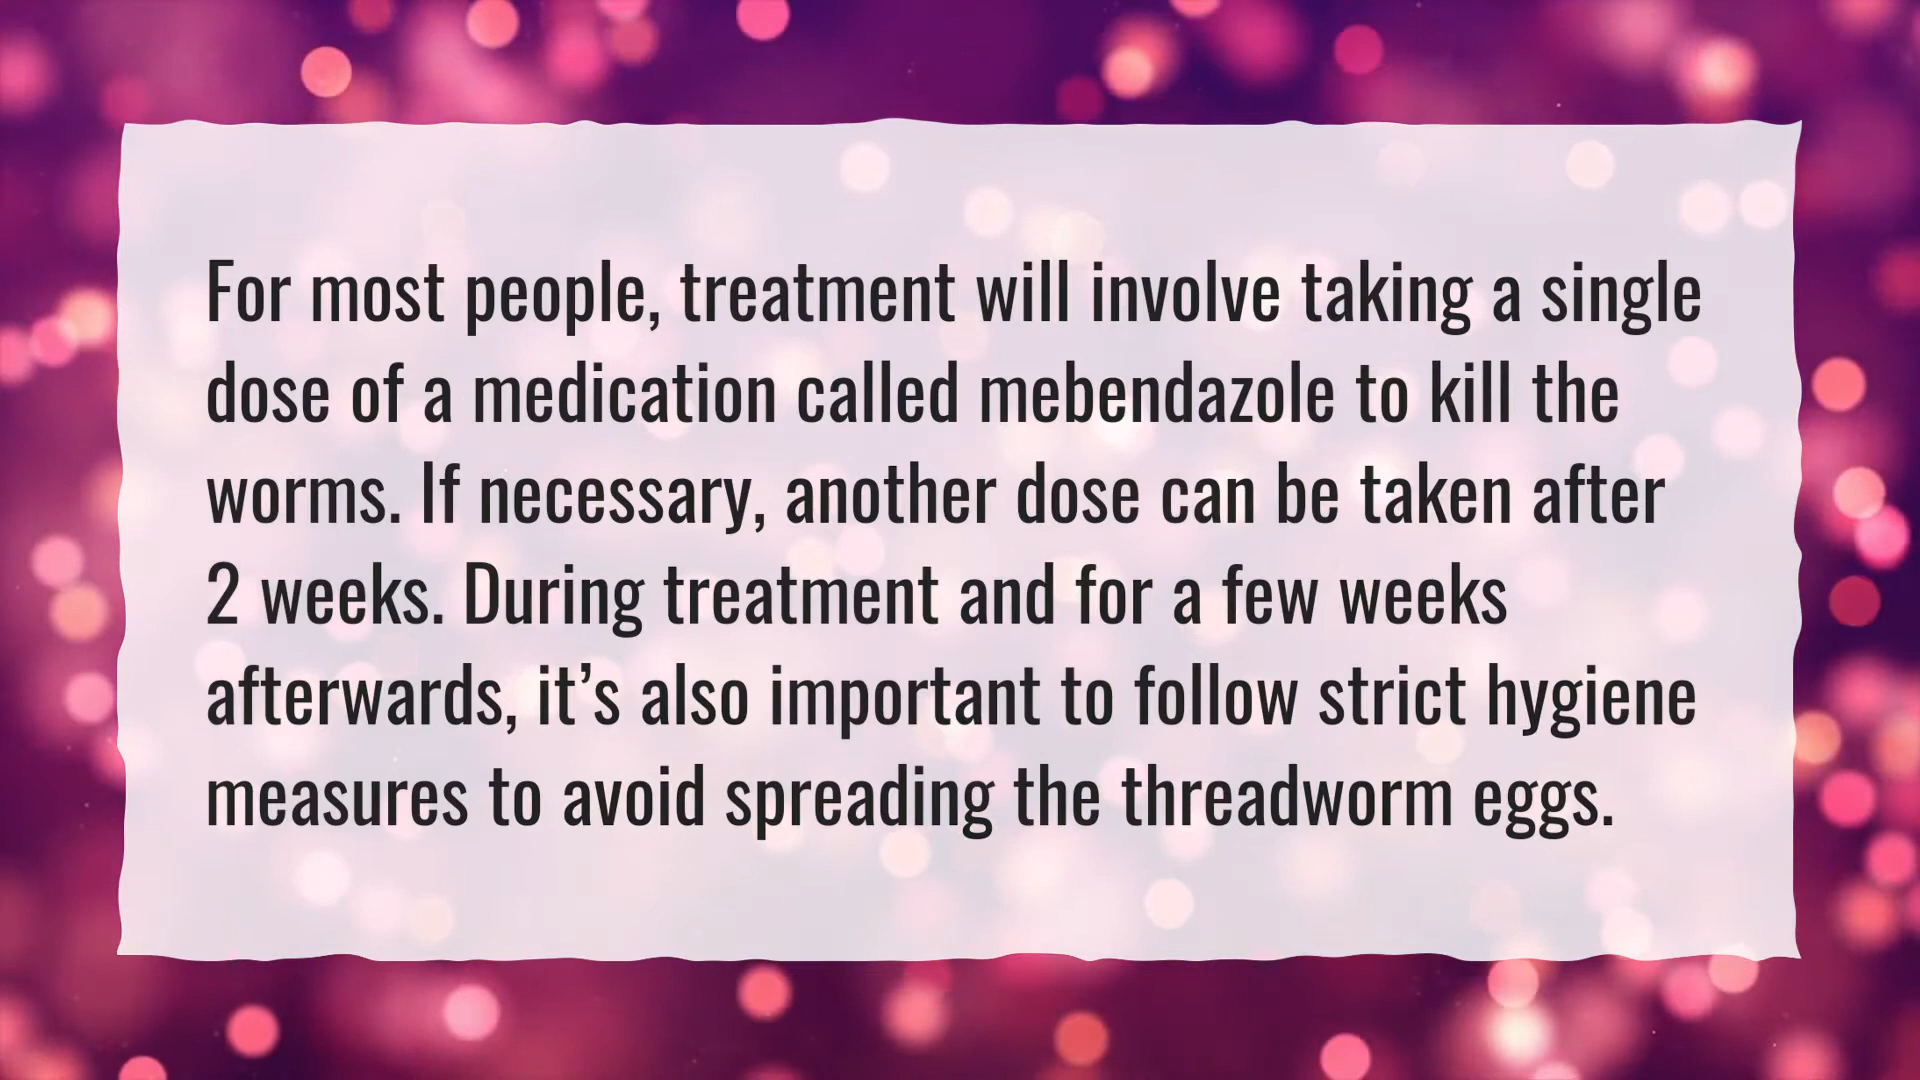 For most people, treatment will involve taking a single
dose of a medication called mebendazole to kill the
worms. If necessary, another dose can be taken after
2 weeks. During treatment and for a few weeks
afterwards, it’s also important to follow strict hygiene
measures to avoid spreading the threadworm eggs.